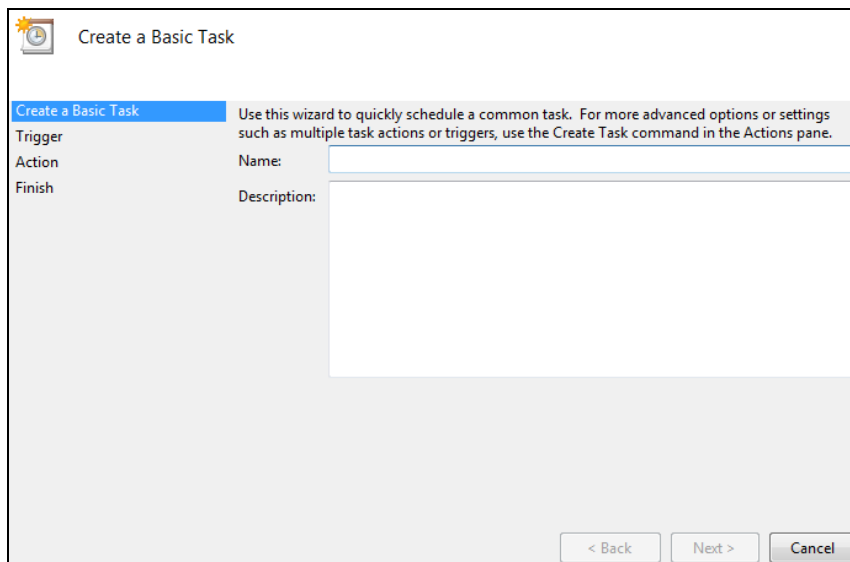 Create a Basic Task
Create a Basic Task
Trigger
Action
Finish
Use this wizard to quickly schedule a common task.  For more advanced options or settings
such as multiple task actions or triggers, use the Create Task command in the Actions pane.
Name:
Description:
< Back
Next >
Cancel